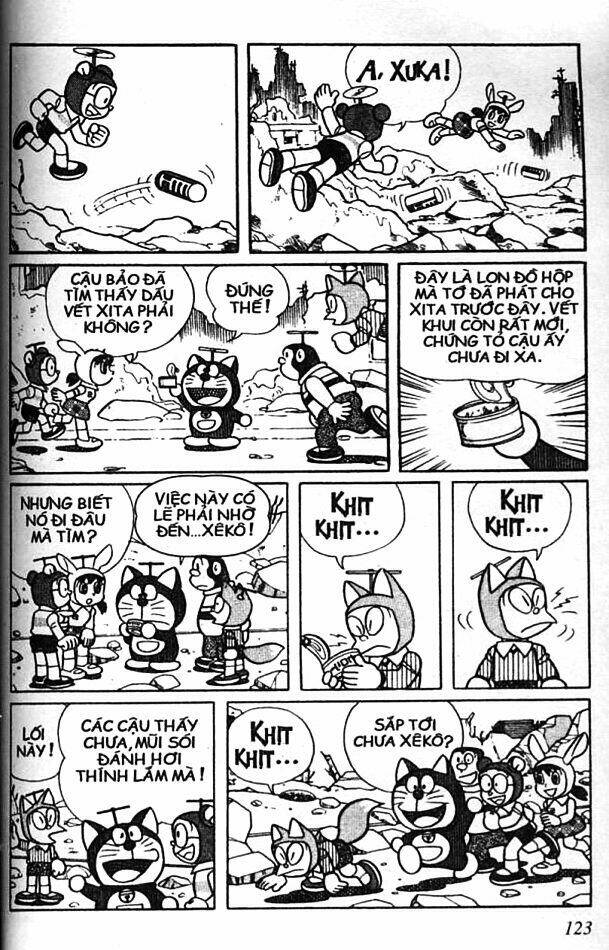 A, XUKA!
CẬU BẢO ĐÃ
TÌM THẤY DẤU
VẾT XITA PHẢI
KHÔNG?
ĐÚNG
THẾ!
ĐÂY LÀ LON ĐỒ HỘP
MÀ TỚ ĐÃ PHÁT CHO
XITA TRƯỚC ĐÂY. VẾT
KHUI CÒN RẤT MỚI,
CHỨNG TỎ CẬU ẤY
CHƯA ĐI XA.
NHƯNG BIẾT
NÓ ĐI ĐÂU
MÀ TÌM?
VIỆC NÀY CÓ
LẼ PHẢI NHỜ
ĐẾN...XÊKÔ!
KHỊT
KHỊT...
KHỊT
KHỊT...
LỐI
NÀY!
CÁC CẬU THẤY
CHƯA, MŨI SÓI
ĐÁNH HƠI
THÍNH LẮM MÀ!
KHỊT
KHỊT...
SẮP TỚI
CHƯA XÊKÔ?
123